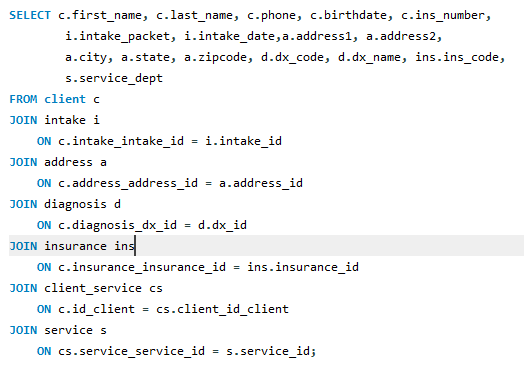 SELECT c.first_name, c.last_name, c.phone, c.birthdate, c.ins_number,
i.intake_packet, i.intake_date,a.address1, a.address2,
a.city, a.state, a.zipcode, d.dx_code, d.dx_name, ins.ins_code,
s.service_dept
FROM client c
JOIN intake i
ON c.intake_intake_id = i.intake_id
JOIN address a
ON c.address_address_id = a.address_id
JOIN diagnosis d
ON c.diagnosis_dx_id = d.dx_id
JOIN insurance ins
ON c.insurance_insurance_id = ins.insurance_id
JOIN client_service cs
ON c.id_client = cs.client_id_client
JOIN service s
ON cs.service_service_id = s.service_id;